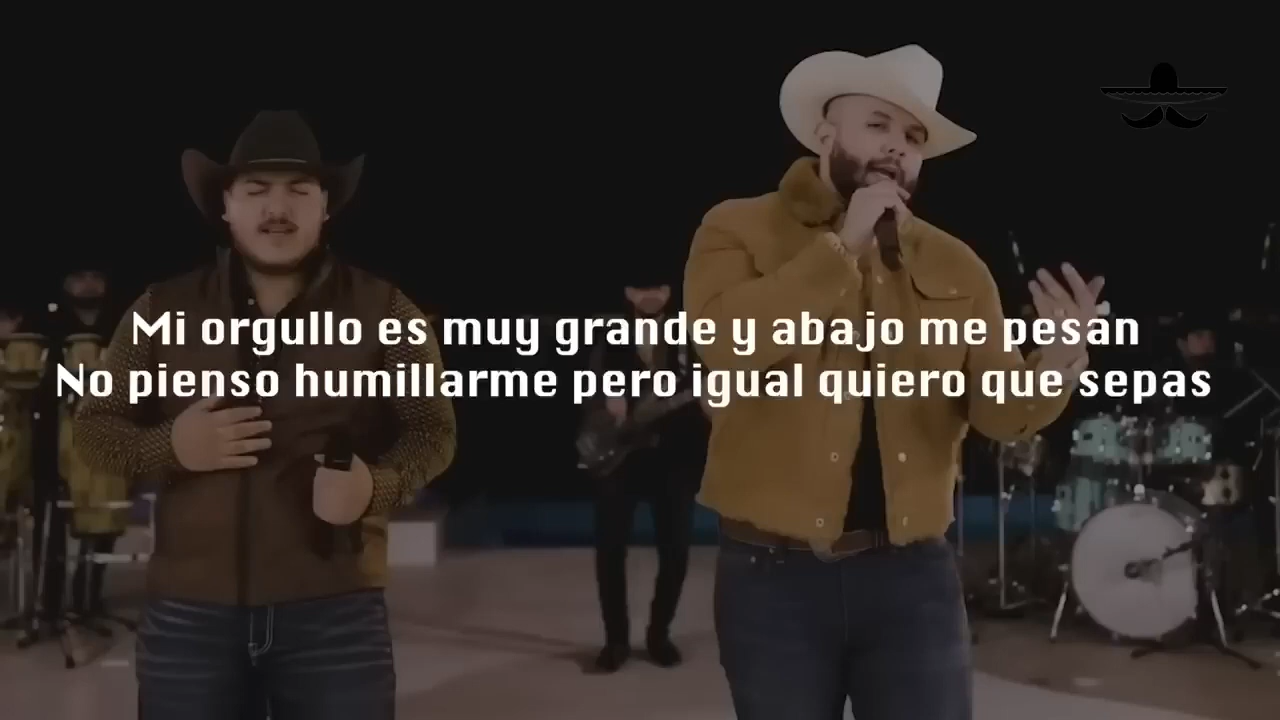 Mi orgullo es muy grande y abajo me pesan
No pienso humillarme pero igual quiero que sepas